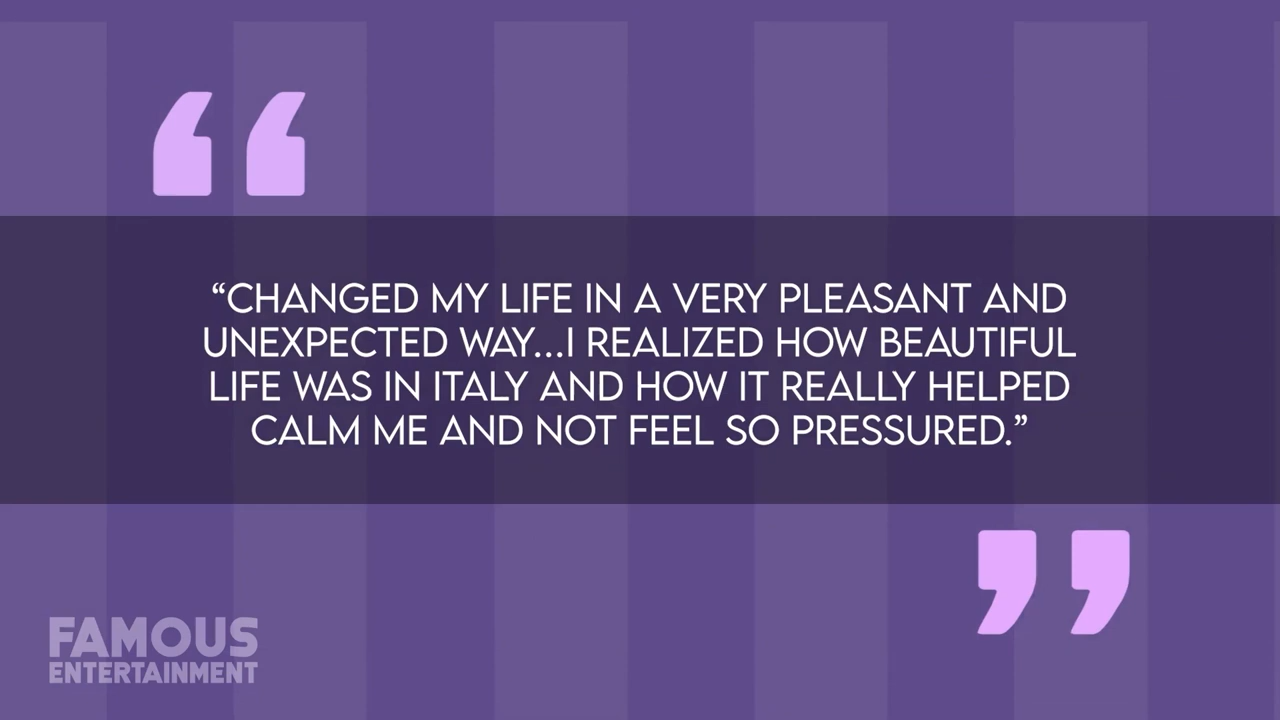 “CHANGED MY LIFE IN A VERY PLEASANT AND
UNEXPECTED WAY...I REALIZED HOW BEAUTIFUL
LIFE WAS IN ITALY AND HOW IT REALLY HELPED
CALM ME AND NOT FEEL SO PRESSURED.”
FAMOUS
ENTERTAINMENT